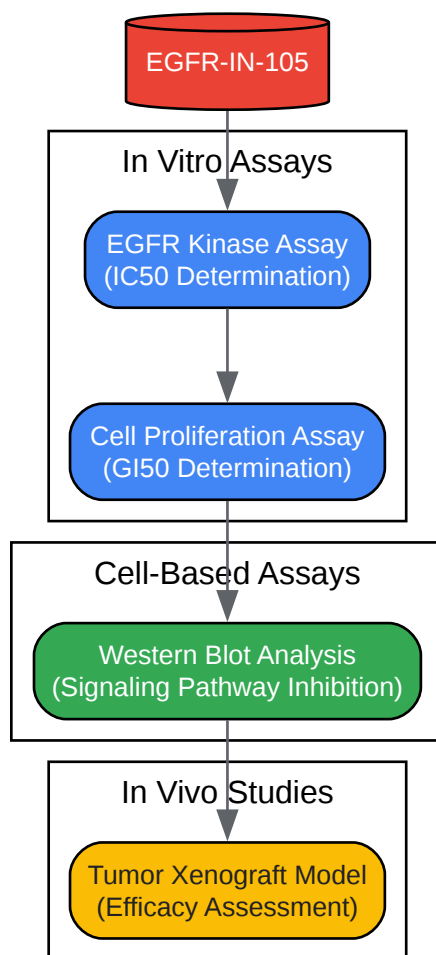 EGFR-IN-105
In Vitro Assays
EGFR Kinase Assay
(IC50 Determination)
Cell Proliferation Assay
(GI50 Determination)
Cell-Based Assays
Western Blot Analysis
(Signaling Pathway Inhibition)
In Vivo Studies
Tumor Xenograft Model
(Efficacy Assessment)